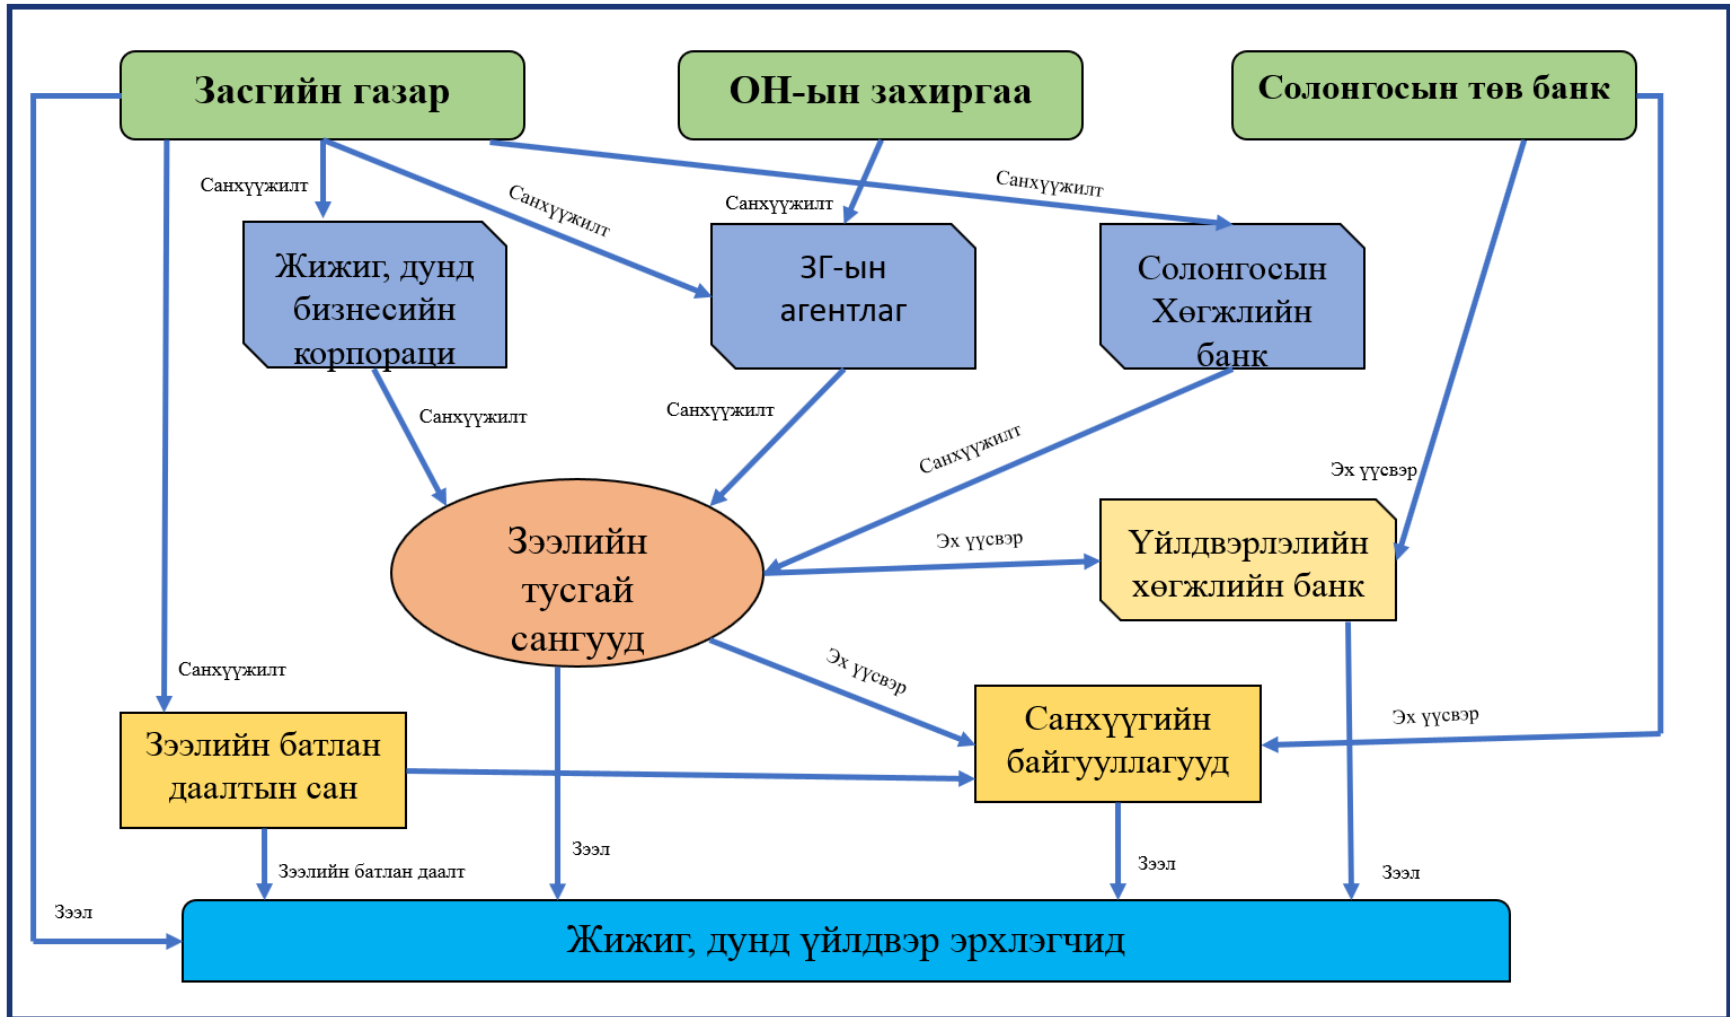 Засгийн газар
ОН-ын захиргаа
Солонгосын төв банк
Санхүүжилт
Санхүүжилт
Санхүүжилт
Санхүүжилт
Жижиг, дунд
бизнесийн
корпораци
ЗГ-ын
агентлаг
Солонгосын
Хөгжлийн
банк
Санхүүжилт
Санхүүжилт
Санхүүжилт
Эх үүсвэр
Зээлийн
тусгай
сангууд
Эх үүсвэр
Үйлдвэрлэлийн
хөгжлийн банк
Санхүүжилт
Эх үүсвэр
Эх үүсвэр
Зээлийн батлан
даалтын сан
Санхүүгийн
байгууллагууд
Зээл
Зээлийн батлан даалт
Зээл
Зээл
Зээл
Жижиг, дунд үйлдвэр эрхлэгчид